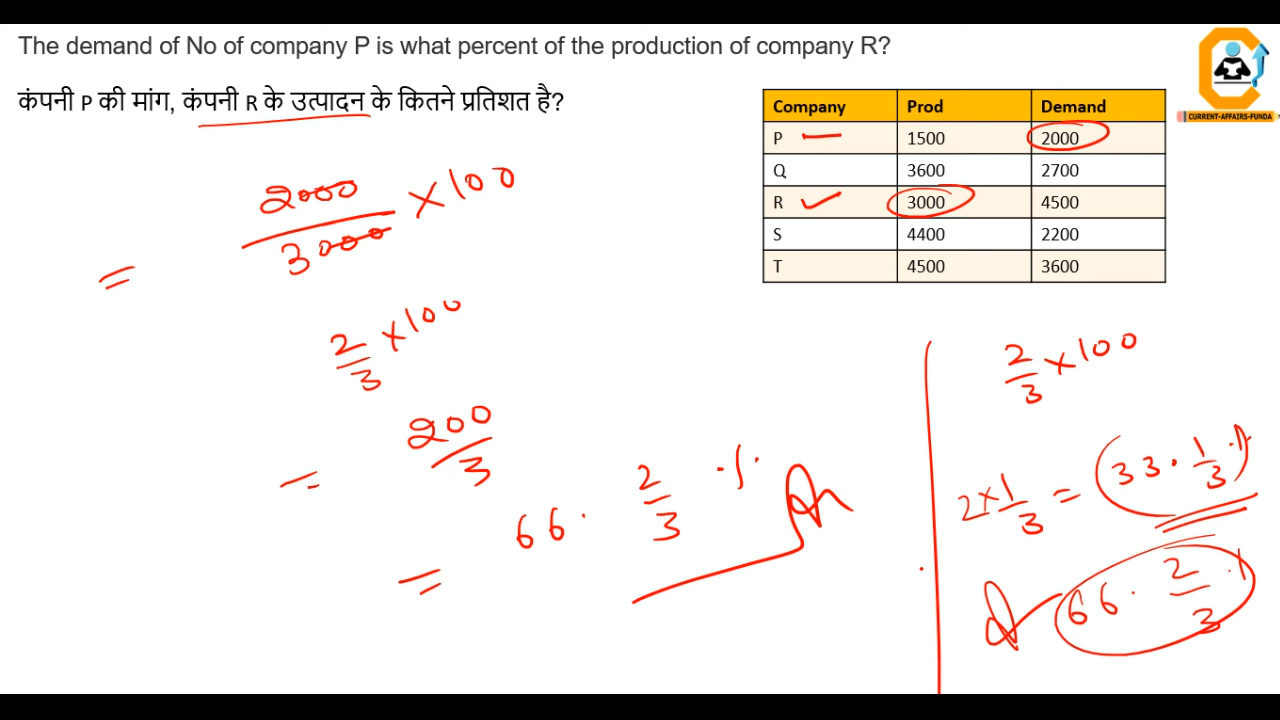 The demand of No of company P is what percent of the production of company R?
कंपनी P की मांग, कंपनी R के उत्पादन के कितने प्रतिशत है?
CURRENT-AFFAIRS-FUNDA
Company Prod Demand
P 1500 2000
Q 3600 2700
R 3000 4500
S 4400 2200
T 4500 3600
= 2000/3000 × 100
2/3 × 100
= 200/3
= 66 · 2/3 %
2/3 × 100
2 × 1/3 = (33 · 1/3 %)
66 · 2/3 %